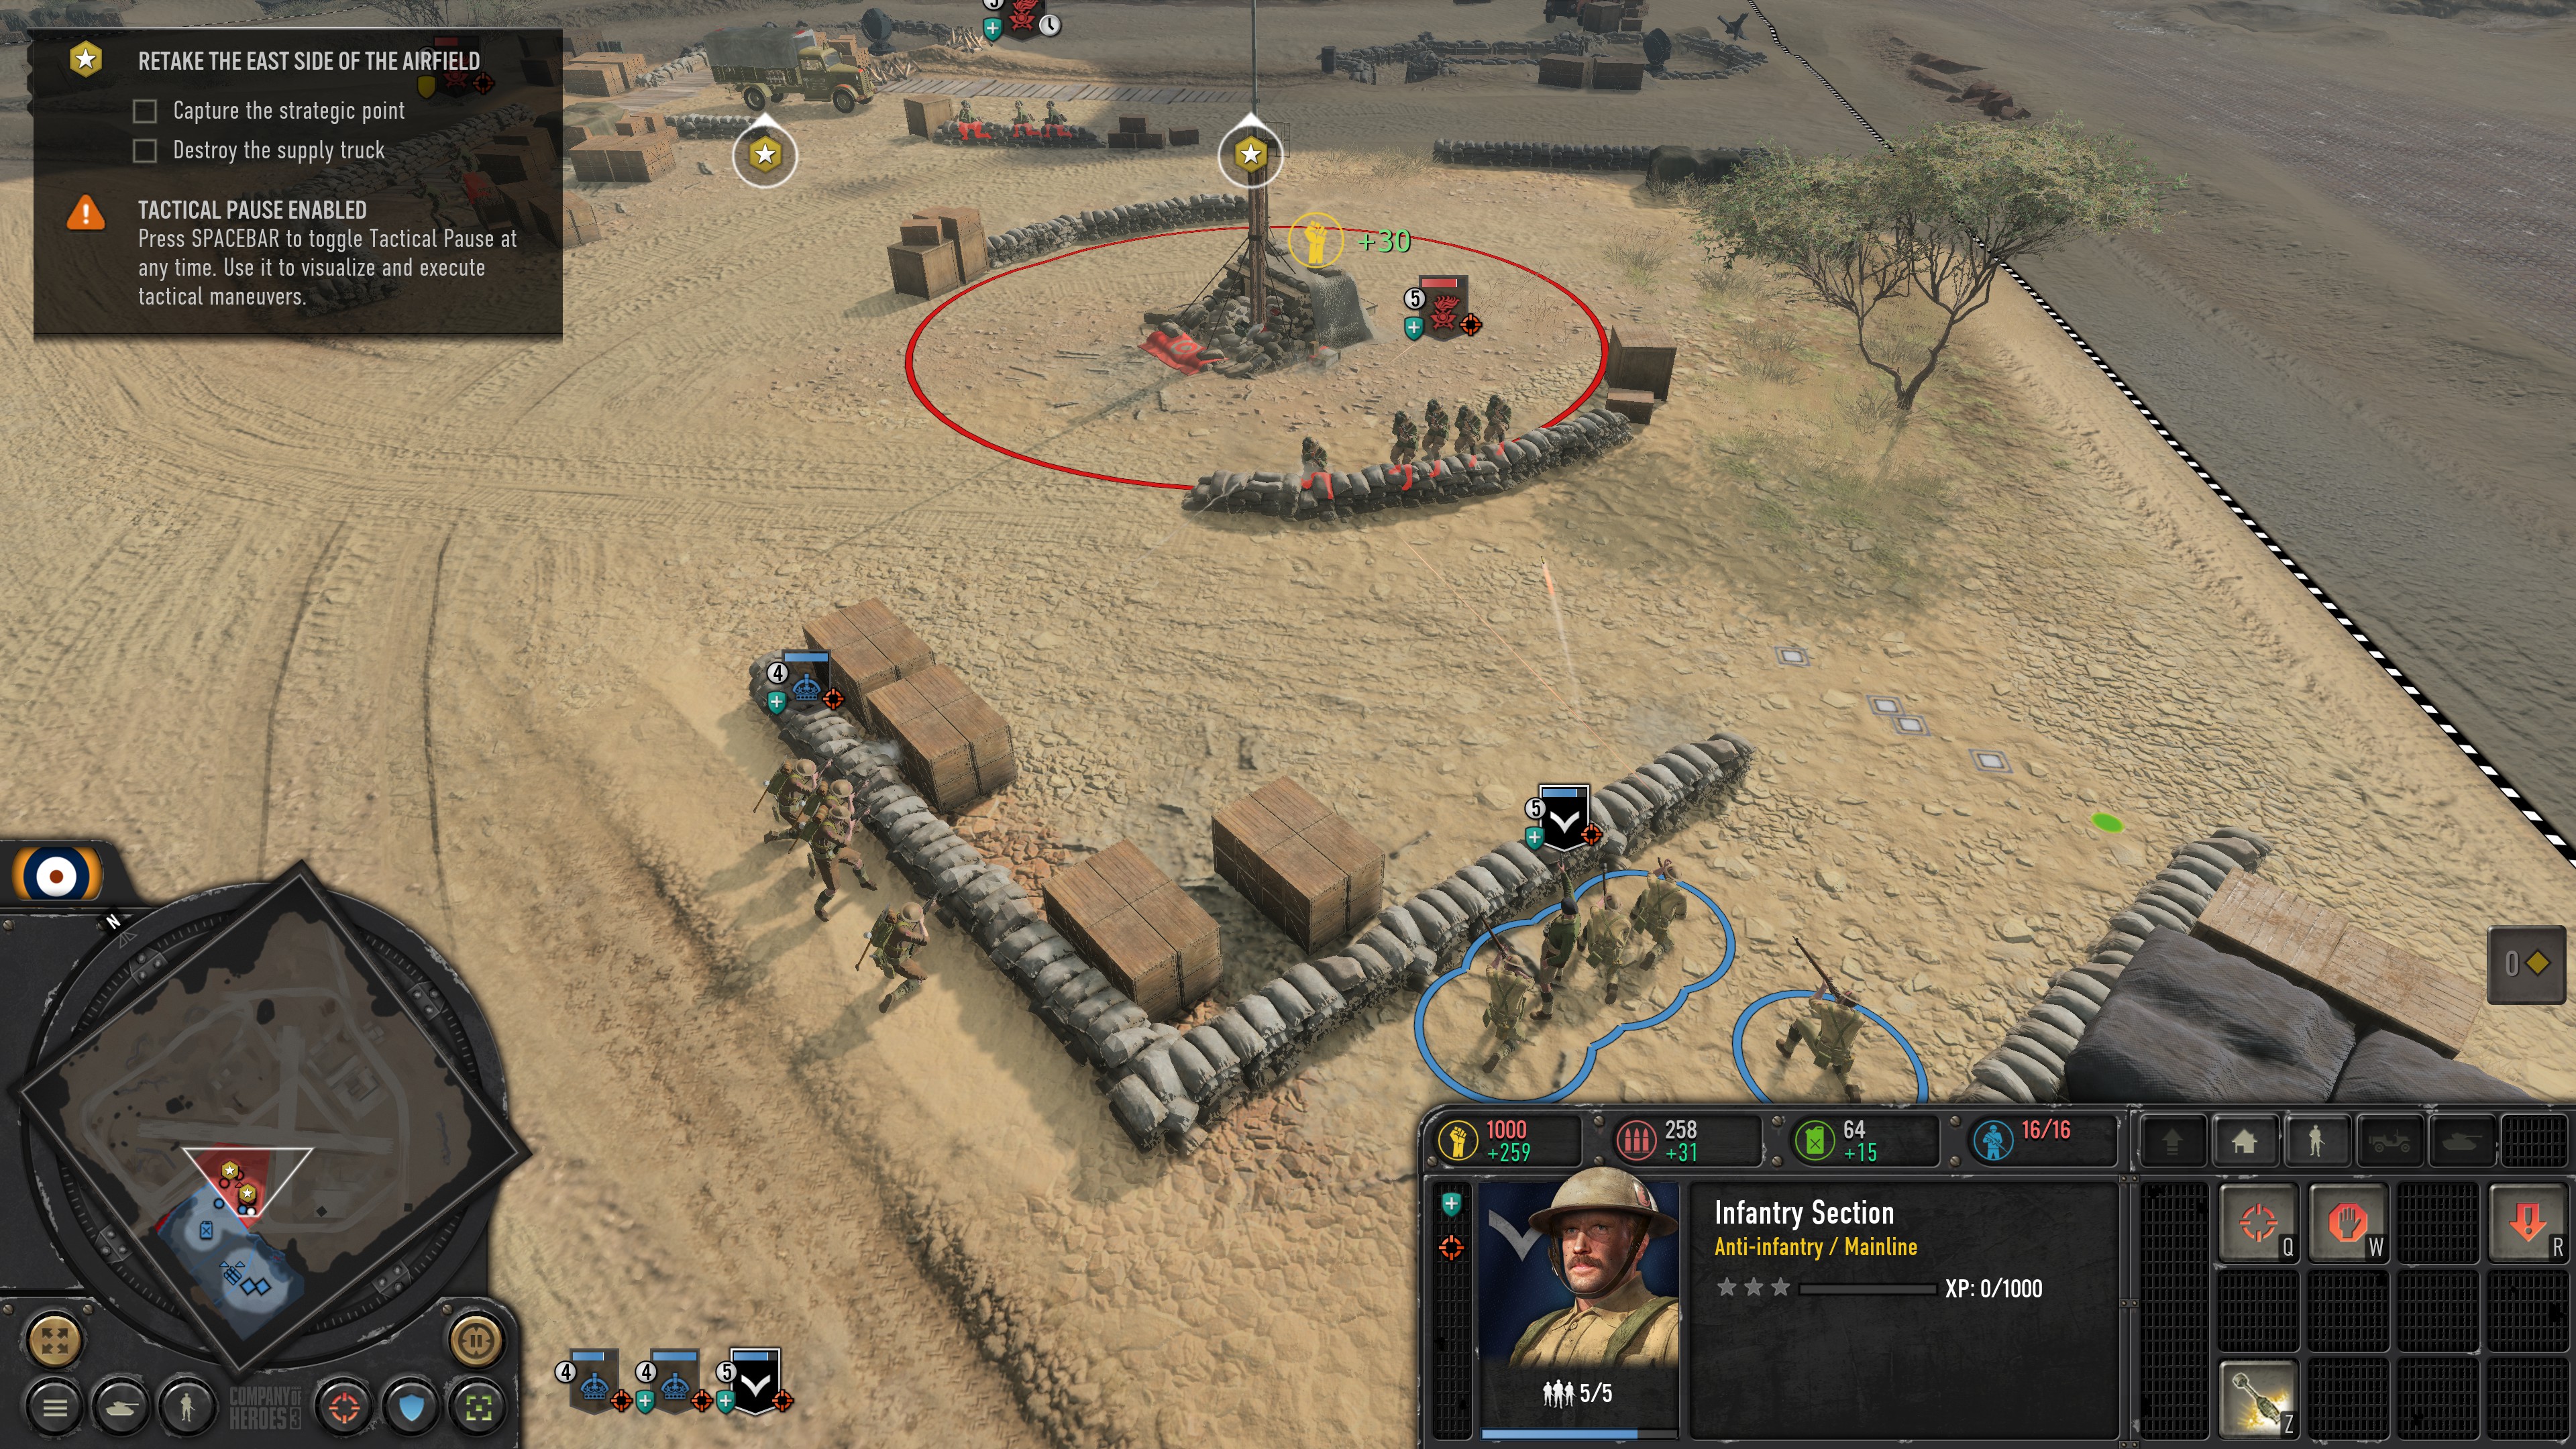 5
RETAKE THE EAST SIDE OF THE AIRFIELD
Capture the strategic point
Destroy the supply truck
TACTICAL PAUSE ENABLED
Press SPACEBAR to toggle Tactical Pause at
any time. Use it to visualize and execute
tactical maneuvers.
+30
5
4
5
N
0
1000
+259
258
+31
64
+15
16/16
Infantry Section
Anti-infantry / Mainline
XP: 0/1000
5/5
Q
W
R
Z
4
4
5
COMPANY OF
HEROES 3